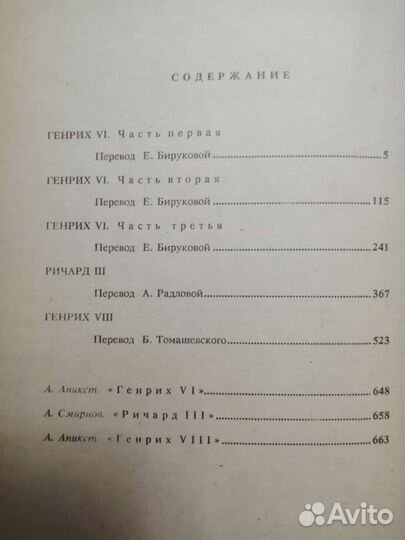 СОДЕРЖАНИЕ
ГЕНРИХ VI. Часть первая
Перевод Е. Бируковой 5
ГЕНРИХ VI. Часть вторая
Перевод Е. Бируковой 115
ГЕНРИХ VI. Часть третья
Перевод Е. Бируковой 241
РИЧАРД III
Перевод А. Радловой 367
ГЕНРИХ VIII
Перевод Б. Томашевского 523
А. Аникст. «Генрих VI» 648
А. Смирнов. «Ричард III» 658
А. Аникст. «Генрих VIII» 663
Avito